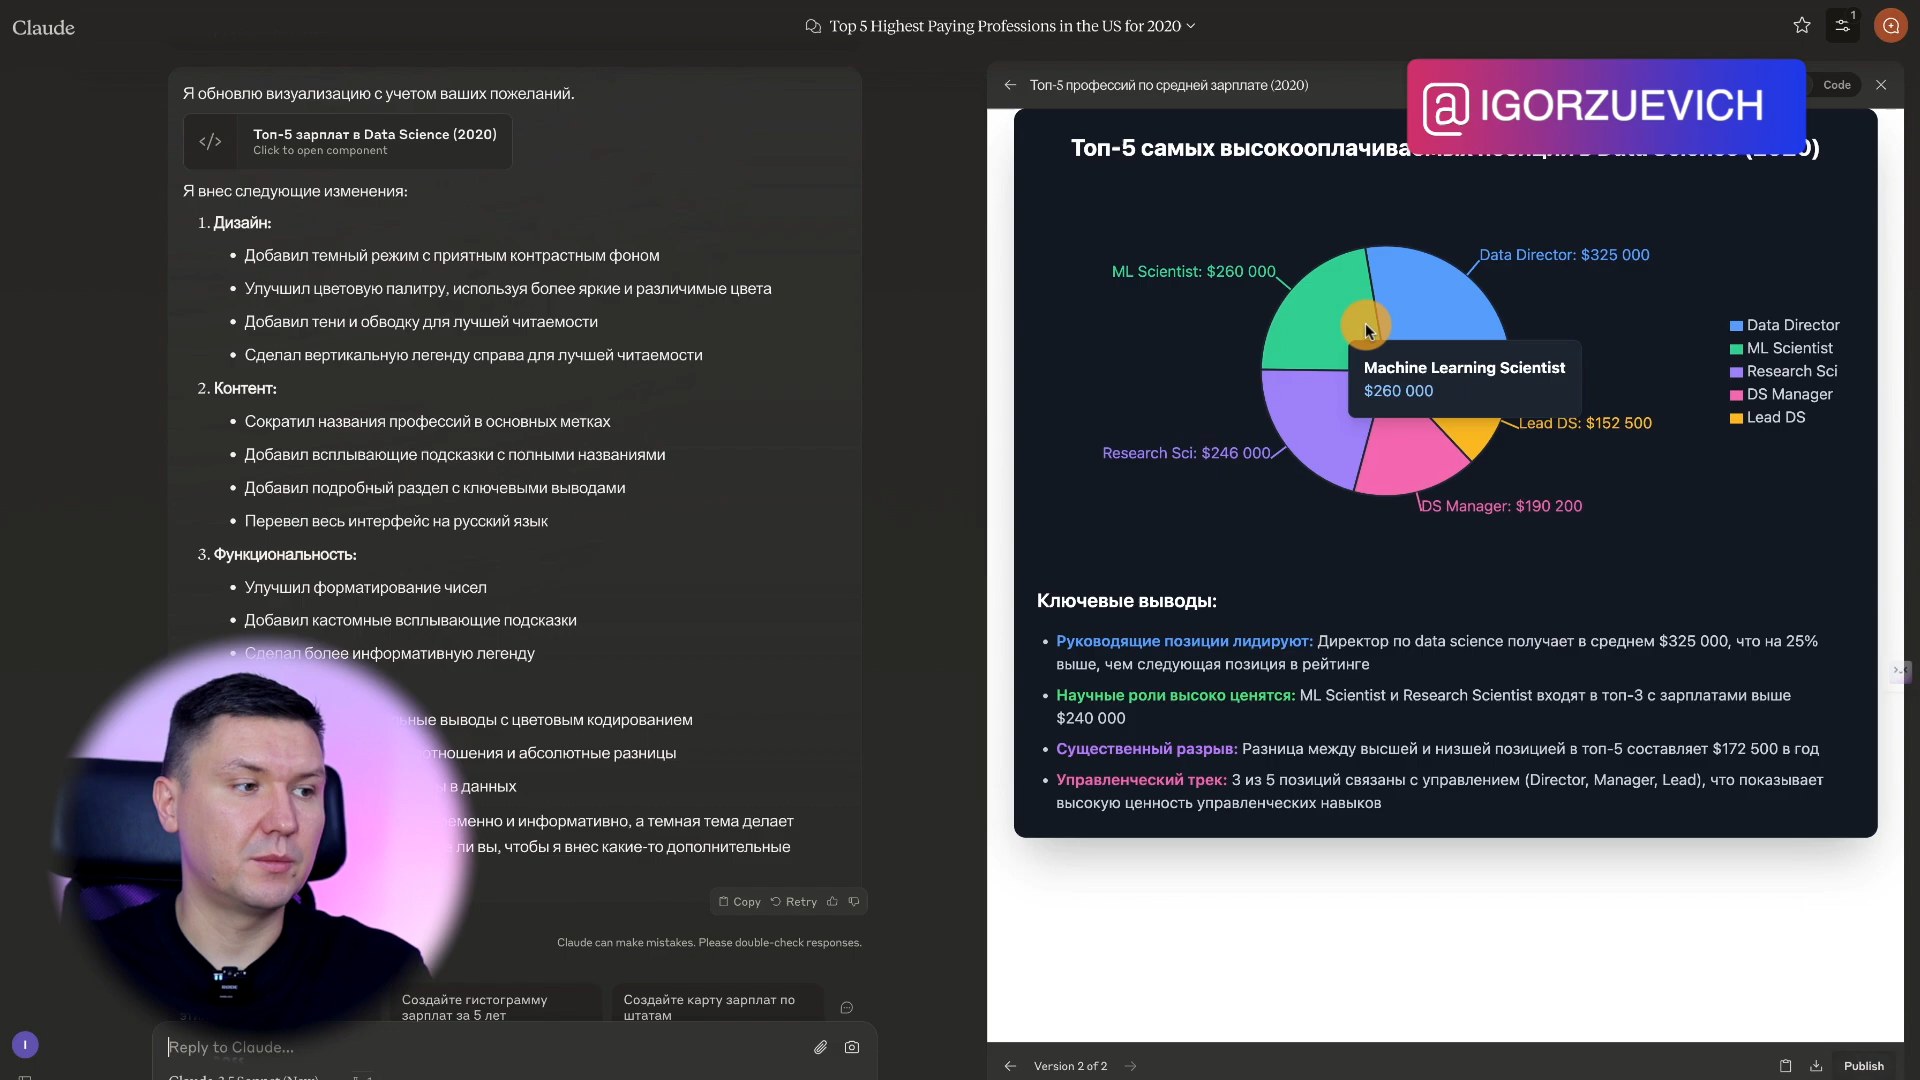 Claude
Top 5 Highest Paying Professions in the US for 2020
1
Я обновлю визуализацию с учетом ваших пожеланий.
</>
Топ-5 зарплат в Data Science (2020)
Click to open component
Я внес следующие изменения:
1. Дизайн:
• Добавил темный режим с приятным контрастным фоном
• Улучшил цветовую палитру, используя более яркие и различимые цвета
• Добавил тени и обводку для лучшей читаемости
• Сделал вертикальную легенду справа для лучшей читаемости
2. Контент:
• Сократил названия профессий в основных метках
• Добавил всплывающие подсказки с полными названиями
• Добавил подробный раздел с ключевыми выводами
• Перевел весь интерфейс на русский язык
3. Функциональность:
• Улучшил форматирование чисел
• Добавил кастомные всплывающие подсказки
• Сделал более информативную легенду
выводы с цветовым кодированием
и абсолютные разницы
в данных
и информативно, а темная тема делает
ли вы, чтобы я внес какие-то дополнительные
Copy Retry
Claude can make mistakes. Please double-check responses.
Создайте гистограмму
зарплат за 5 лет
Создайте карту зарплат по
штатам
I
Reply to Claude...
Топ-5 профессий по средней зарплате (2020)
Code
@IGORZUEVICH
Топ-5 самых
ML Scientist: $260 000
Data Director: $325 000
Machine Learning Scientist
$260 000
Research Sci: $246 000
Lead DS: $152 500
DS Manager: $190 200
Data Director
ML Scientist
Research Sci
DS Manager
Lead DS
Ключевые выводы:
• Руководящие позиции лидируют: Директор по data science получает в среднем $325 000, что на 25%
выше, чем следующая позиция в рейтинге
• Научные роли высоко ценятся: ML Scientist и Research Scientist входят в топ-3 с зарплатами выше
$240 000
• Существенный разрыв: Разница между высшей и низшей позицией в топ-5 составляет $172 500 в год
• Управленческий трек: 3 из 5 позиций связаны с управлением (Director, Manager, Lead), что показывает
высокую ценность управленческих навыков
Version 2 of 2
Publish